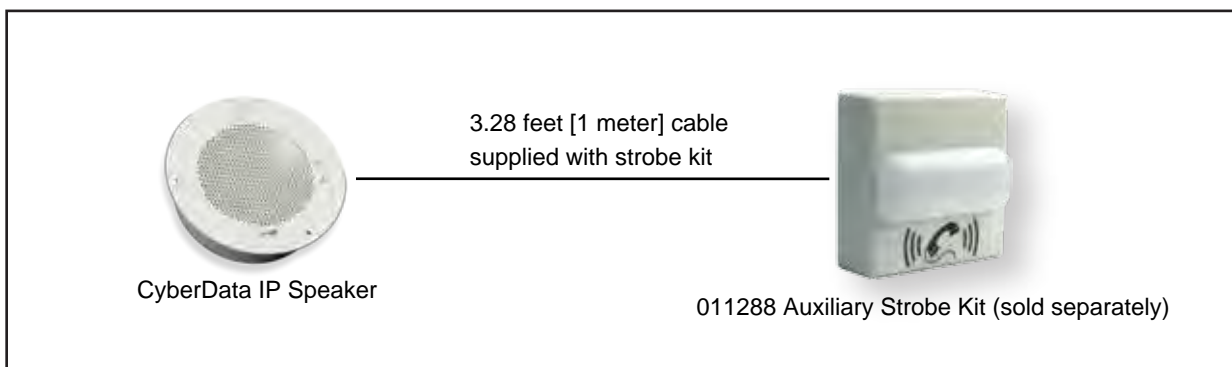 3.28 feet [1 meter] cable
supplied with strobe kit
CyberData IP Speaker
011288 Auxiliary Strobe Kit (sold separately)